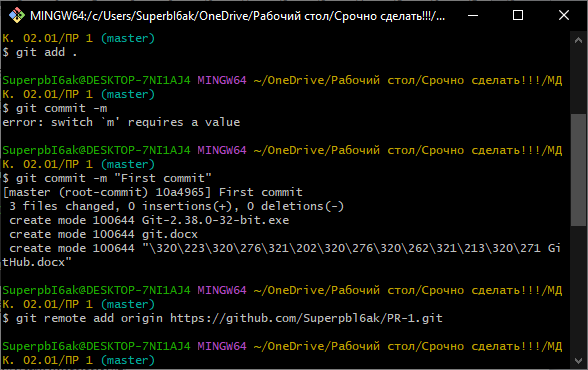 MINGW64:/c/Users/Superbl6ak/OneDrive/Рабочий стол/Срочно сделать!!!/...
К. 02.01/ПР 1 (master)
$ git add .
SuperpbI6ak@DESKTOP-7NI1AJ4 MINGW64 ~/OneDrive/Рабочий стол/Срочно сделать!!!/МД
К. 02.01/ПР 1 (master)
$ git commit -m
error: switch `m' requires a value
SuperpbI6ak@DESKTOP-7NI1AJ4 MINGW64 ~/OneDrive/Рабочий стол/Срочно сделать!!!/МД
К. 02.01/ПР 1 (master)
$ git commit -m "First commit"
[master (root-commit) 10a4965] First commit
3 files changed, 0 insertions(+), 0 deletions(-)
create mode 100644 Git-2.38.0-32-bit.exe
create mode 100644 git.docx
create mode 100644 "\320\223\320\276\321\202\320\276\320\262\321\213\320\271 Gi
tHub.docx"
SuperpbI6ak@DESKTOP-7NI1AJ4 MINGW64 ~/OneDrive/Рабочий стол/Срочно сделать!!!/МД
К. 02.01/ПР 1 (master)
$ git remote add origin https://github.com/Superpbl6ak/PR-1.git
SuperpbI6ak@DESKTOP-7NI1AJ4 MINGW64 ~/OneDrive/Рабочий стол/Срочно сделать!!!/МД
К. 02.01/ПР 1 (master)